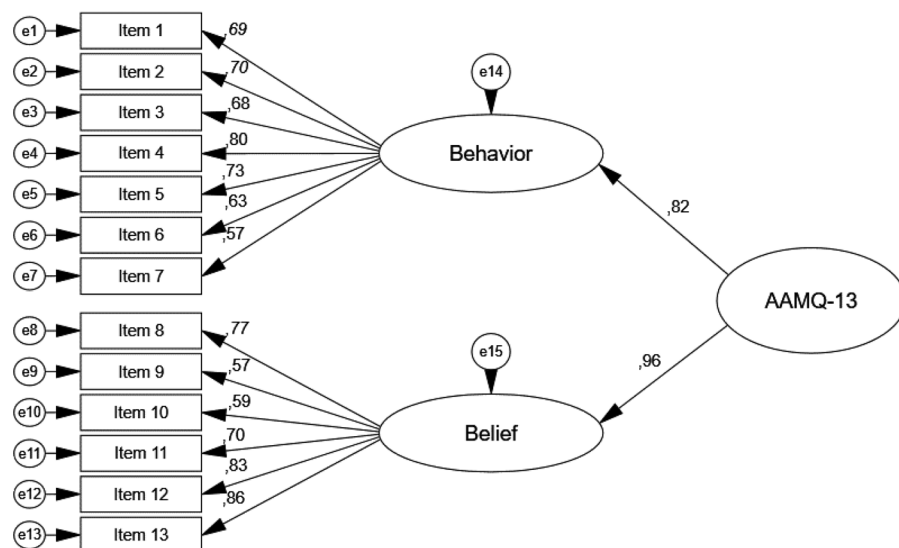 e1 Item 1 ,69
e2 Item 2 ,70
e3 Item 3 ,68
e4 Item 4 ,80
e5 Item 5 ,73
e6 Item 6 ,63
e7 Item 7 ,57
e14
Behavior
,82
AAMQ-13
,96
e8 Item 8 ,77
e9 Item 9 ,57
e10 Item 10 ,59
e11 Item 11 ,70
e12 Item 12 ,83
e13 Item 13 ,86
e15
Belief